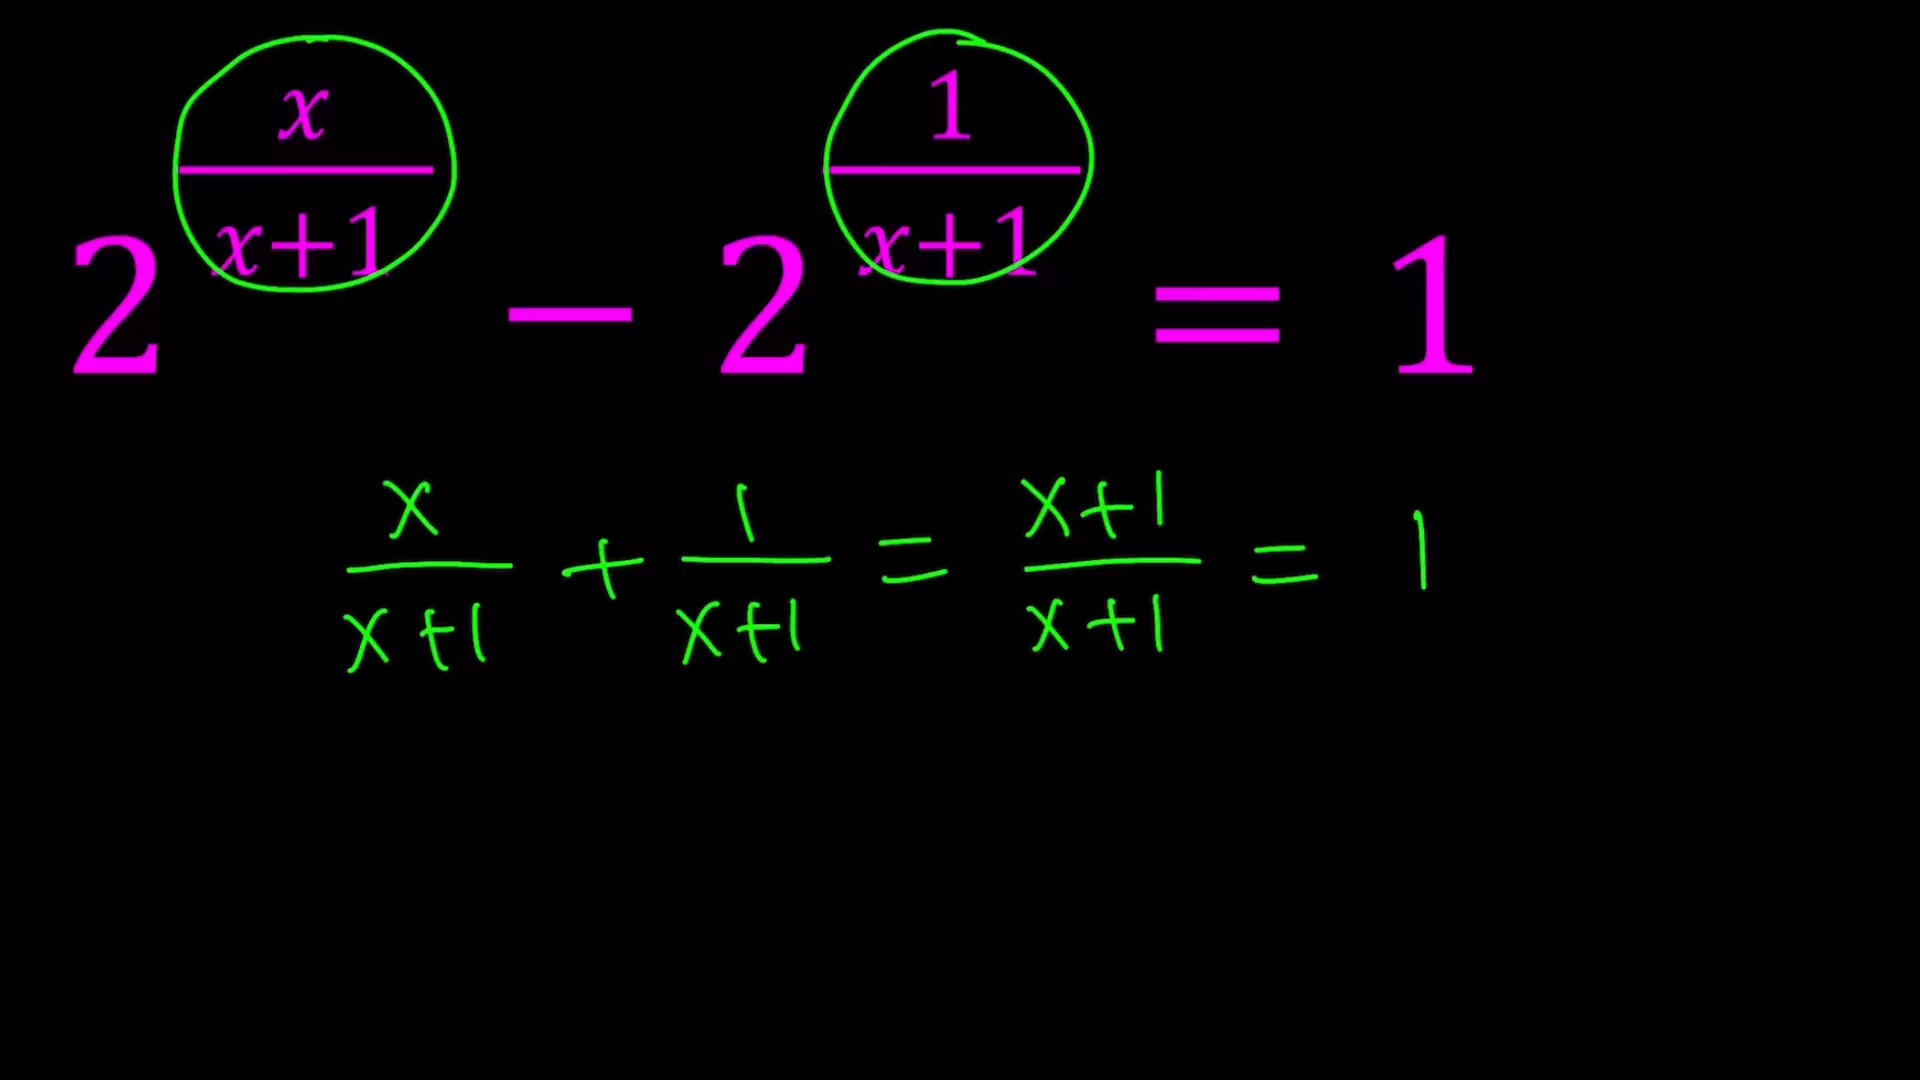 2^(x/(x+1)) − 2^(1/(x+1)) = 1
x/(x+1) + 1/(x+1) = (x+1)/(x+1) = 1